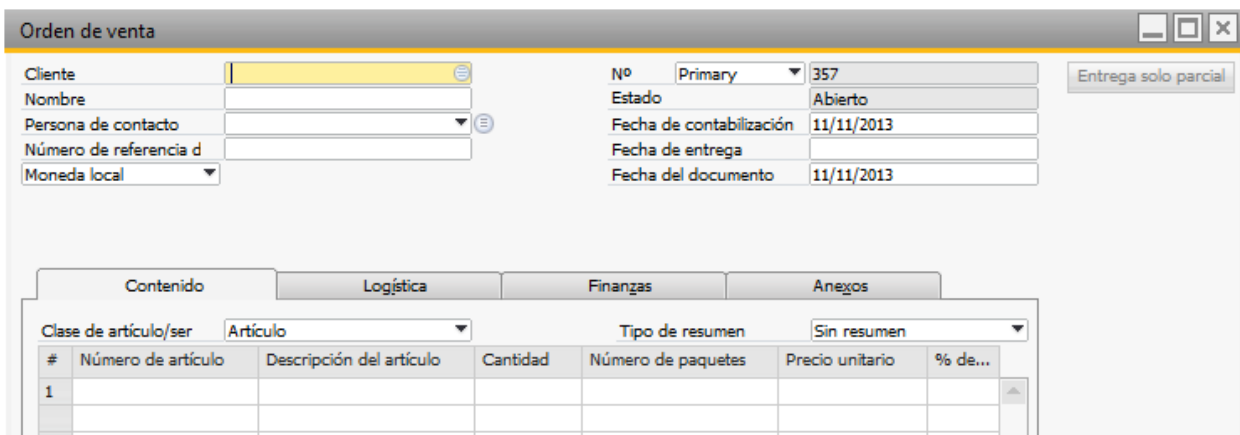 Orden de venta
Cliente
Nº Primary 357
Entrega solo parcial
Nombre
Estado Abierto
Persona de contacto
Fecha de contabilización 11/11/2013
Número de referencia d
Fecha de entrega
Moneda local
Fecha del documento 11/11/2013
Contenido Logística Finanzas Anexos
Clase de artículo/ser Artículo Tipo de resumen Sin resumen
# Número de artículo Descripción del artículo Cantidad Número de paquetes Precio unitario % de...
1